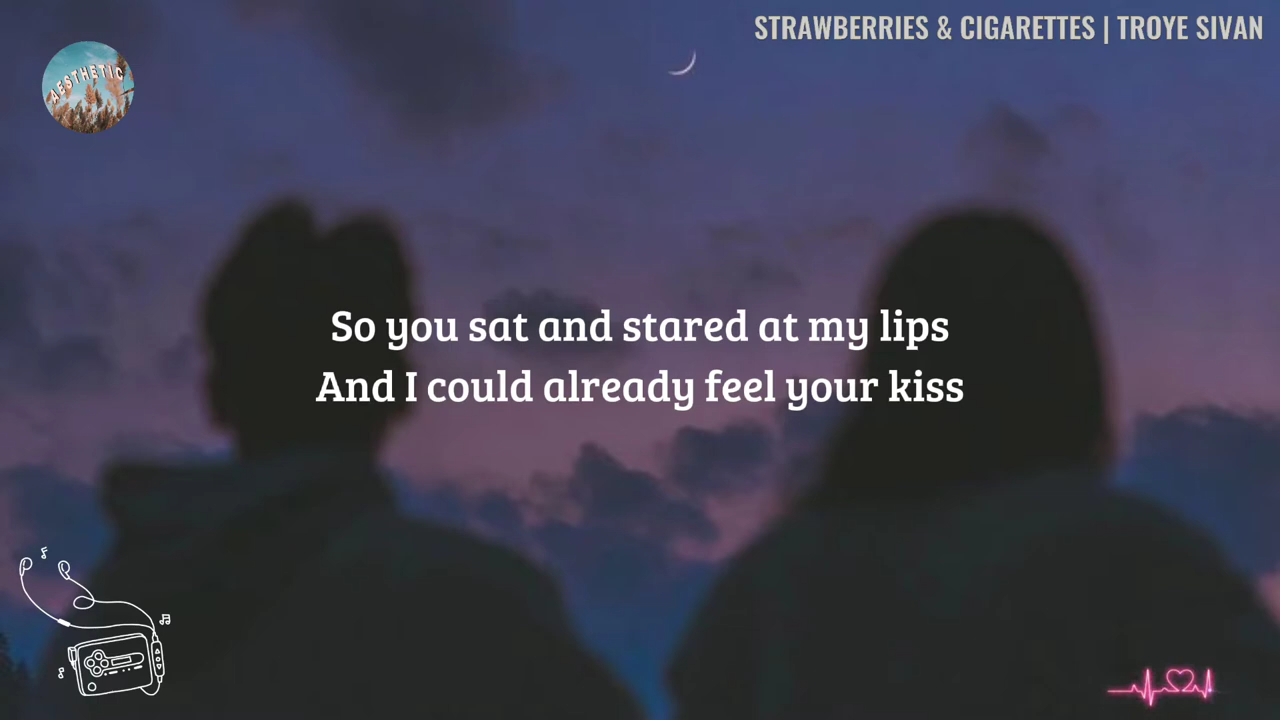 STRAWBERRIES & CIGARETTES | TROYE SIVAN
AESTHETIC
So you sat and stared at my lips
And I could already feel your kiss